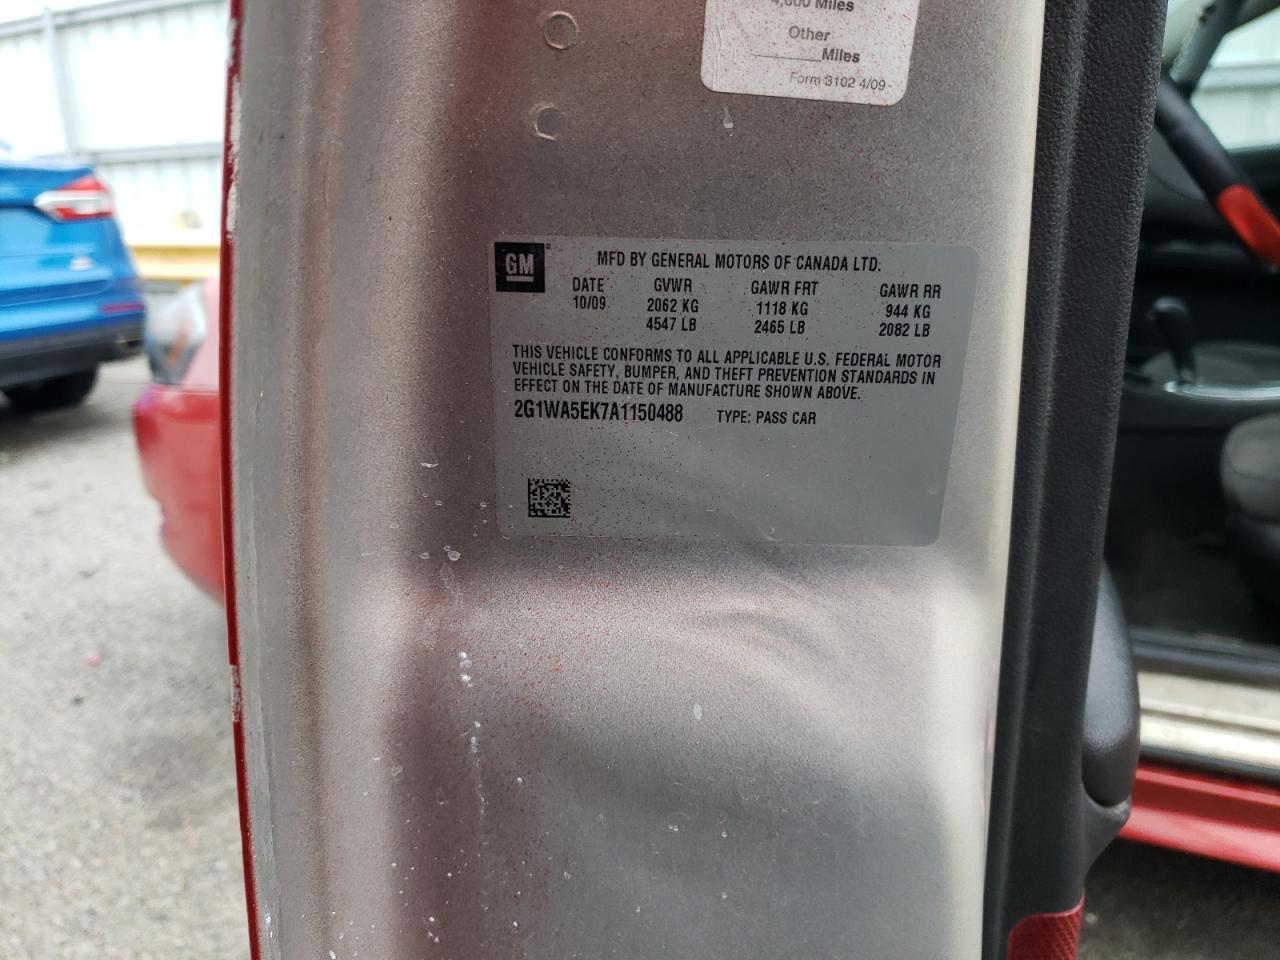 4,000 Miles
Other
______Miles
Form 3102 4/09
GM
MFD BY GENERAL MOTORS OF CANADA LTD.
DATE GVWR GAWR FRT GAWR RR
10/09 2062 KG 1118 KG 944 KG
4547 LB 2465 LB 2082 LB
THIS VEHICLE CONFORMS TO ALL APPLICABLE U.S. FEDERAL MOTOR
VEHICLE SAFETY, BUMPER, AND THEFT PREVENTION STANDARDS IN
EFFECT ON THE DATE OF MANUFACTURE SHOWN ABOVE.
2G1WA5EK7A1150488 TYPE: PASS CAR